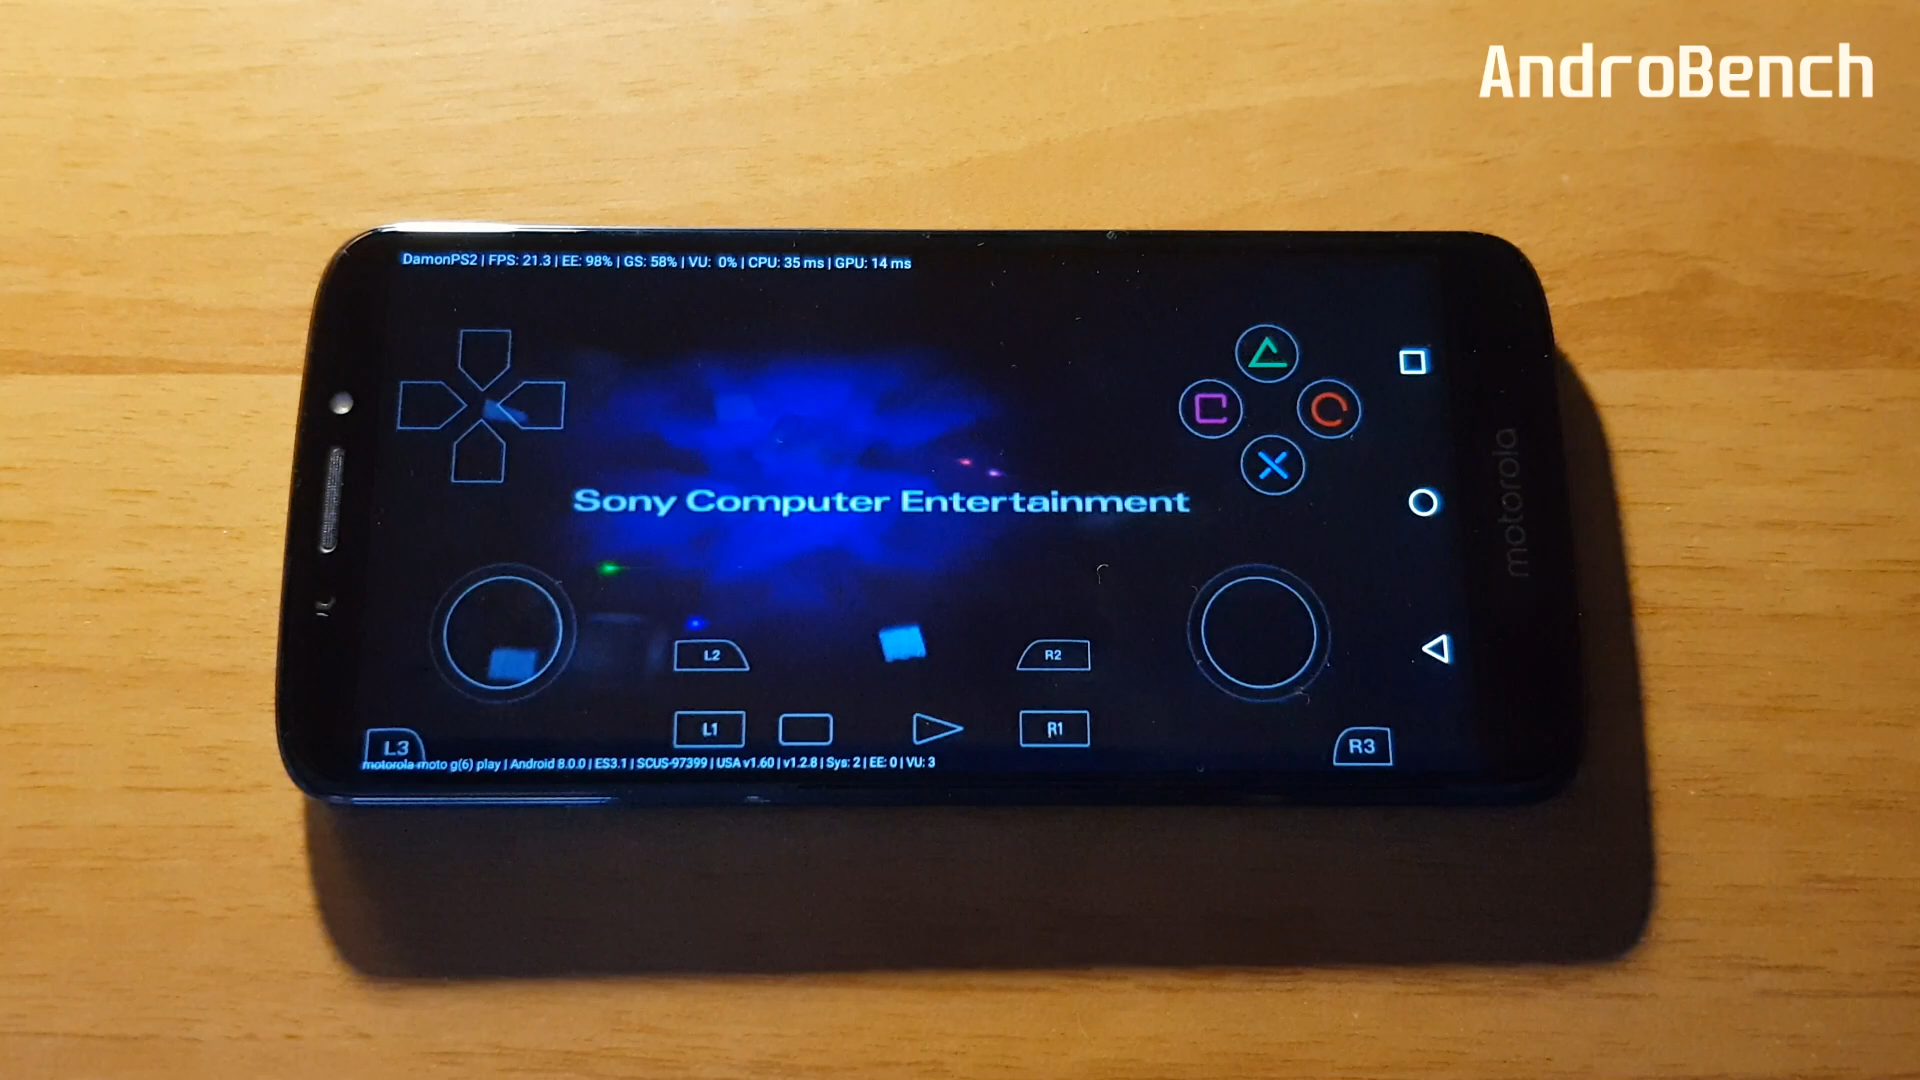 AndroBench
DamonPS2 | FPS: 21.3 | EE: 98% | GS: 58% | VU: 0% | CPU: 35 ms | GPU: 14 ms
Sony Computer Entertainment
motorola
L2
R2
L1
R1
L3
R3
motorola-moto g(6) play | Android 8.0.0 | ES3.1 | SCUS-97399 | USA v1.60 | v1.2.8 | Sys: 2 | EE: 0 | VU: 3